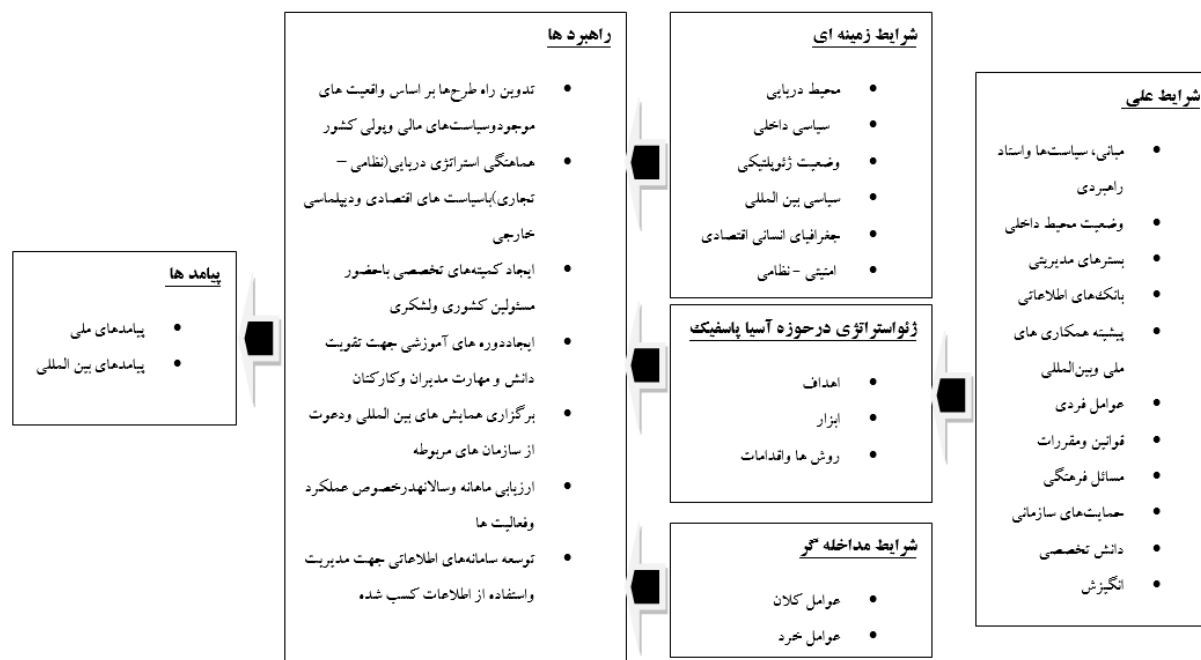 شرایط علی
مبانی، سیاست‌ها واستاد
راهبردی
وضعیت محیط داخلی
بسترهای مدیریتی
بانک‌های اطلاعاتی
پیشینه همکاری های
ملی وبین‌المللی
عوامل فردی
قوانین ومقررات
مسائل فرهنگی
حمایت‌های سازمانی
دانش تخصصی
انگیزش
شرایط زمینه ای
محیط دریایی
سیاسی داخلی
وضعیت ژئوپلتیکی
سیاسی بین المللی
جغرافیای انسانی اقتصادی
امنیتی - نظامی
ژئواستراتژی درحوزه آسیا پاسفیک
اهداف
ابزار
روش ها واقدامات
شرایط مداخله گر
عوامل کلان
عوامل خرد
راهبرد ها
تدوین راه طرح‌ها بر اساس واقعیت های
موجودوسیاست‌های مالی وپولی کشور
هماهنگی استراتژی دریایی(نظامی –
تجاری)باسیاست های اقتصادی ودیپلماسی
خارجی
ایجاد کمیته‌های تخصصی باحضور
مسئولین کشوری ولشکری
ایجاددوره های آموزشی جهت تقویت
دانش و مهارت مدیران وکارکنان
برگزاری همایش های بین المللی ودعوت
از سازمان های مربوطه
ارزیابی ماهانه وسالانهدرخصوص عملکرد
وفعالیت ها
توسعه سامانه‌های اطلاعاتی جهت مدیریت
واستفاده از اطلاعات کسب شده
پیامد ها
پیامدهای ملی
پیامدهای بین المللی